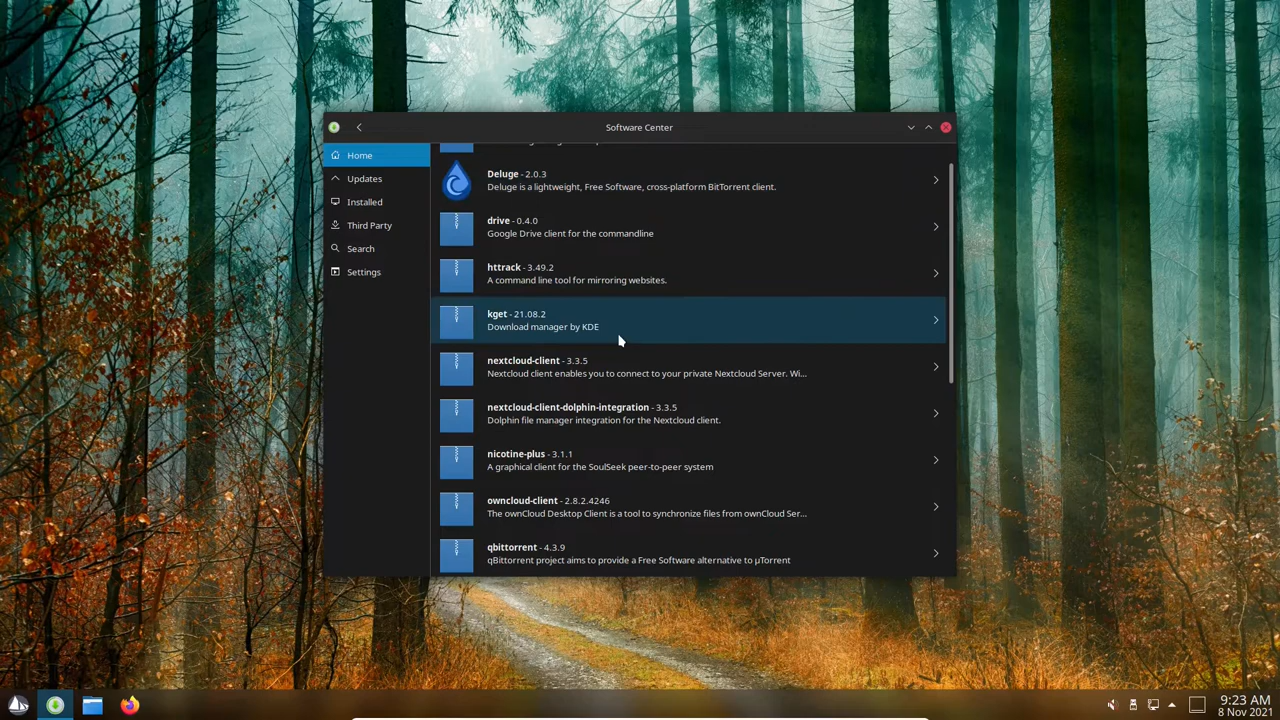 Software Center
Home
Updates
Installed
Third Party
Search
Settings
Deluge - 2.0.3
Deluge is a lightweight, Free Software, cross-platform BitTorrent client.
drive - 0.4.0
Google Drive client for the commandline
httrack - 3.49.2
A command line tool for mirroring websites.
kget - 21.08.2
Download manager by KDE
nextcloud-client - 3.3.5
Nextcloud client enables you to connect to your private Nextcloud Server. Wi...
nextcloud-client-dolphin-integration - 3.3.5
Dolphin file manager integration for the Nextcloud client.
nicotine-plus - 3.1.1
A graphical client for the SoulSeek peer-to-peer system
owncloud-client - 2.8.2.4246
The ownCloud Desktop Client is a tool to synchronize files from ownCloud Ser...
qbittorrent - 4.3.9
qBittorrent project aims to provide a Free Software alternative to µTorrent
9:23 AM
8 Nov 2021